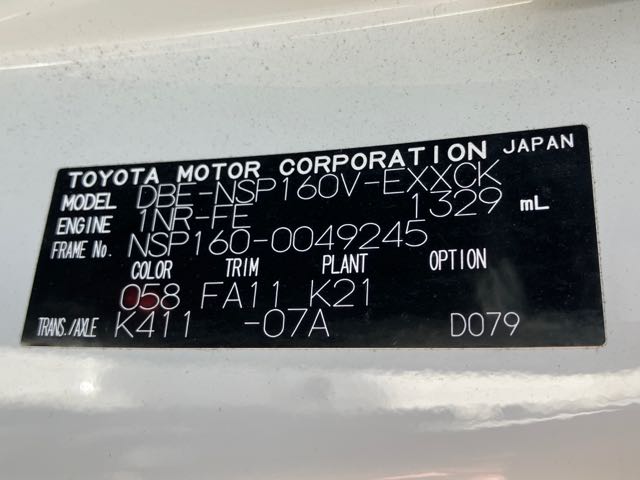 TOYOTA MOTOR CORPORATION JAPAN
MODEL DBE-NSP160V-EXXCK
ENGINE 1NR-FE 1329 mL
FRAME No. NSP160-0049245
COLOR TRIM PLANT OPTION
058 FA11 K21
TRANS./AXLE K411 -07A D079